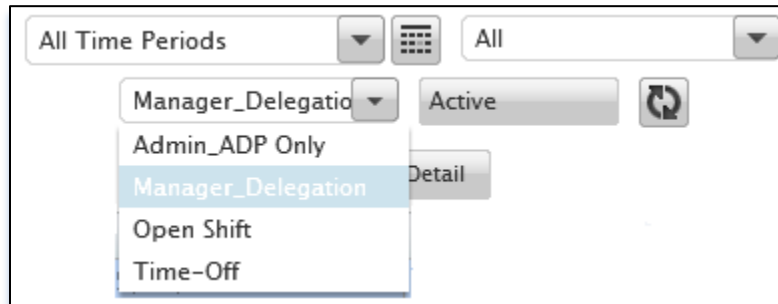 All Time Periods All
Manager_Delegatio Active
Admin_ADP Only
Manager_Delegation Detail
Open Shift
Time-Off